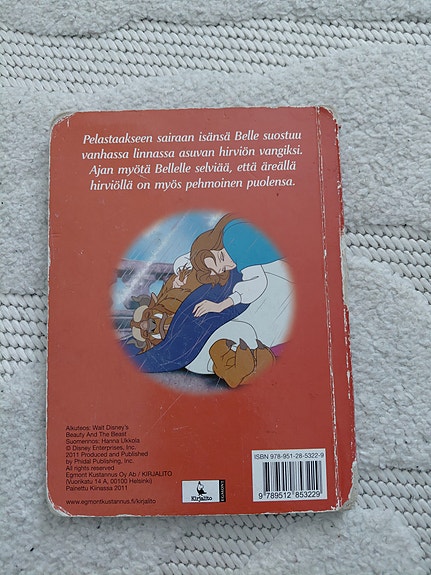 Pelastaakseen sairaan isänsä Belle suostuu
vanhassa linnassa asuvan hirviön vangiksi.
Ajan myötä Bellelle selviää, että äreällä
hirviöllä on myös pehmoinen puolensa.
Alkuteos: Walt Disney's
Beauty And The Beast
Suomennos: Hanna Ukkola
© Disney Enterprises, Inc.
2011 Produced and Published
by Phidal Publishing, Inc.
All rights reserved
Egmont Kustannus Oy Ab / KIRJALITO
(Vuorikatu 14 A, 00100 Helsinki)
Painettu Kiinassa 2011
www.egmontkustannus.fi/kirjalito
Kirjalito
ISBN 978-951-28-5322-9
9 789512 853229